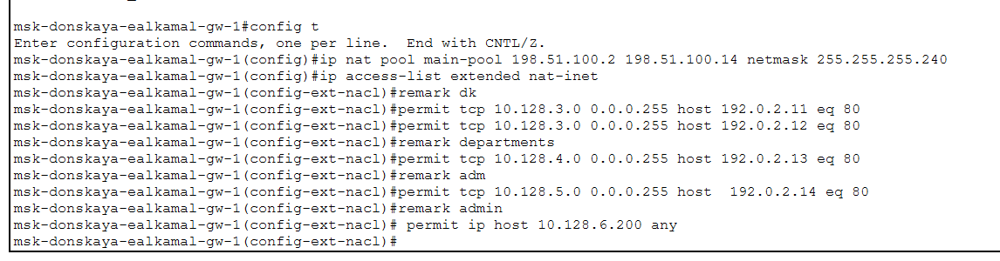 msk-donskaya-ealkamal-gw-1#config t
Enter configuration commands, one per line.  End with CNTL/Z.
msk-donskaya-ealkamal-gw-1(config)#ip nat pool main-pool 198.51.100.2 198.51.100.14 netmask 255.255.255.240
msk-donskaya-ealkamal-gw-1(config)#ip access-list extended nat-inet
msk-donskaya-ealkamal-gw-1(config-ext-nacl)#remark dk
msk-donskaya-ealkamal-gw-1(config-ext-nacl)#permit tcp 10.128.3.0 0.0.0.255 host 192.0.2.11 eq 80
msk-donskaya-ealkamal-gw-1(config-ext-nacl)#permit tcp 10.128.3.0 0.0.0.255 host 192.0.2.12 eq 80
msk-donskaya-ealkamal-gw-1(config-ext-nacl)#remark departments
msk-donskaya-ealkamal-gw-1(config-ext-nacl)#permit tcp 10.128.4.0 0.0.0.255 host 192.0.2.13 eq 80
msk-donskaya-ealkamal-gw-1(config-ext-nacl)#remark adm
msk-donskaya-ealkamal-gw-1(config-ext-nacl)#permit tcp 10.128.5.0 0.0.0.255 host  192.0.2.14 eq 80
msk-donskaya-ealkamal-gw-1(config-ext-nacl)#remark admin
msk-donskaya-ealkamal-gw-1(config-ext-nacl)# permit ip host 10.128.6.200 any
msk-donskaya-ealkamal-gw-1(config-ext-nacl)#